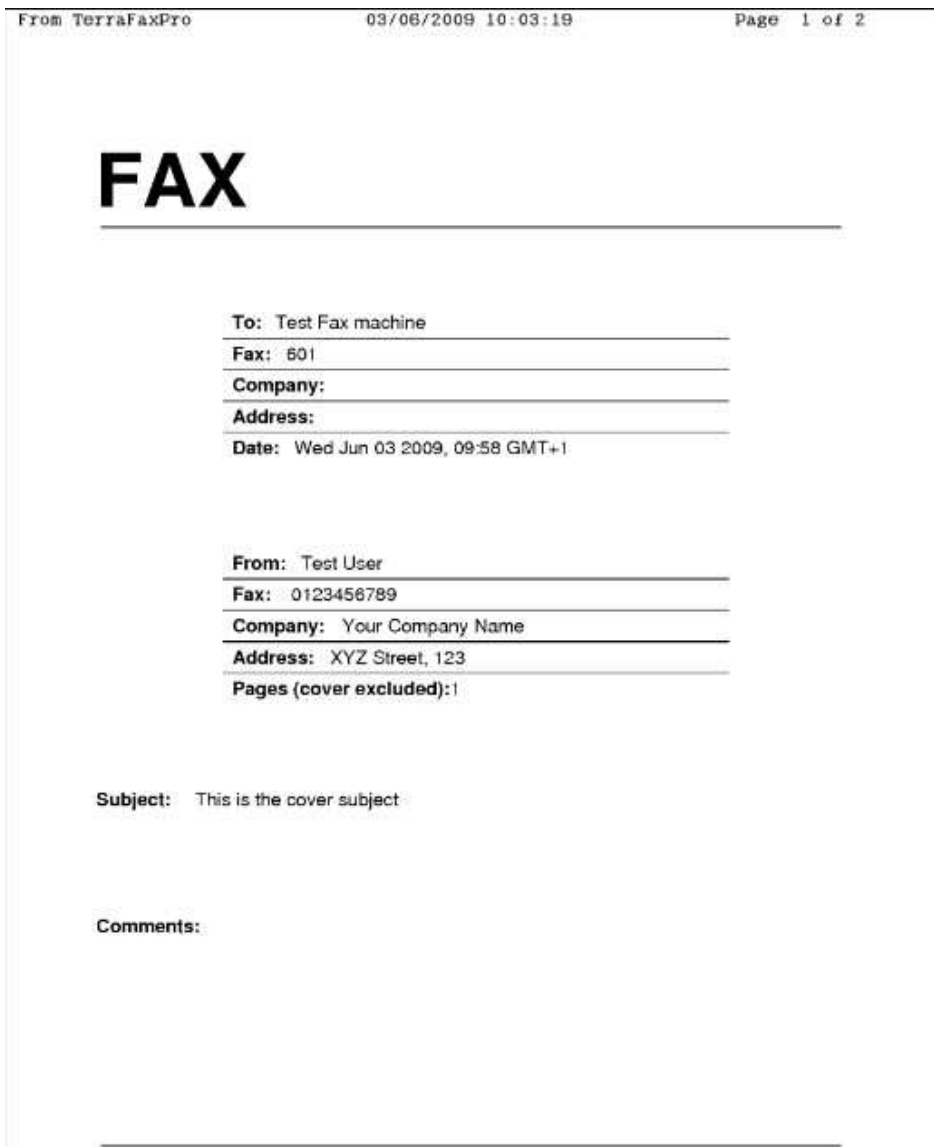 From TerraFaxPro 03/06/2009 10:03:19 Page 1 of 2
FAX
To: Test Fax machine
Fax: 601
Company:
Address:
Date: Wed Jun 03 2009, 09:58 GMT+1
From: Test User
Fax: 0123456789
Company: Your Company Name
Address: XYZ Street, 123
Pages (cover excluded):1
Subject: This is the cover subject
Comments: